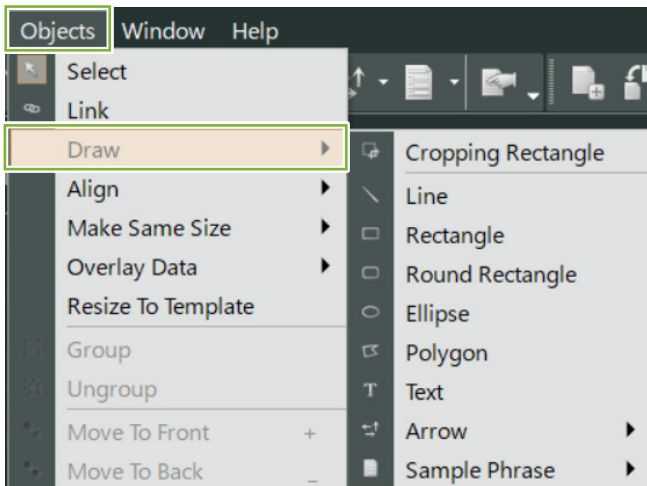 Objects Window Help
Select
Link
Draw
Align
Make Same Size
Overlay Data
Resize To Template
Group
Ungroup
Move To Front +
Move To Back _
Cropping Rectangle
Line
Rectangle
Round Rectangle
Ellipse
Polygon
T Text
Arrow
Sample Phrase